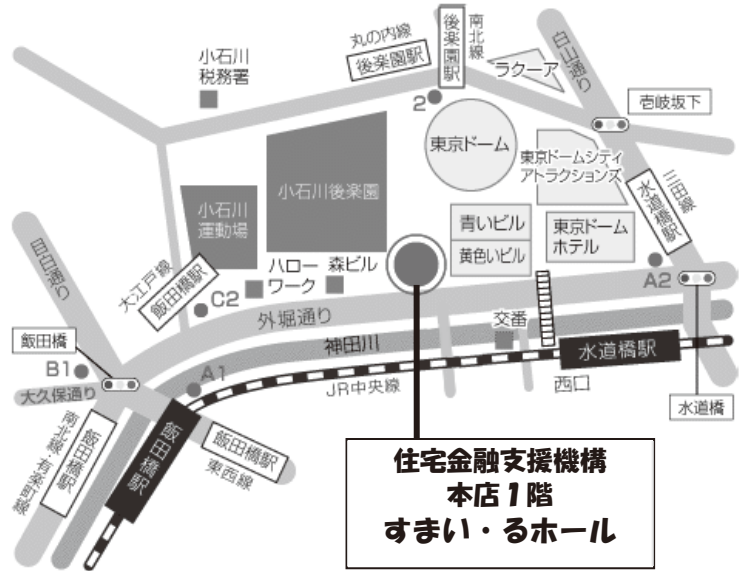 南北線
後楽園駅
丸の内線
後楽園駅
白山通り
小石川
税務署
ラクーア
2
壱岐坂下
東京ドーム
東京ドームシティ
アトラクションズ
小石川後楽園
三田線
水道橋駅
小石川
運動場
青いビル
黄色いビル
東京ドーム
ホテル
目白通り
大江戸線
飯田橋駅
ハロー
ワーク
森ビル
A2
C2
外堀通り
交番
飯田橋
神田川
水道橋駅
B1
A1
大久保通り
JR中央線
西口
水道橋
南北線・有楽町線
飯田橋駅
飯田橋駅
飯田橋駅
東西線
住宅金融支援機構
本店1階
すまい・るホール